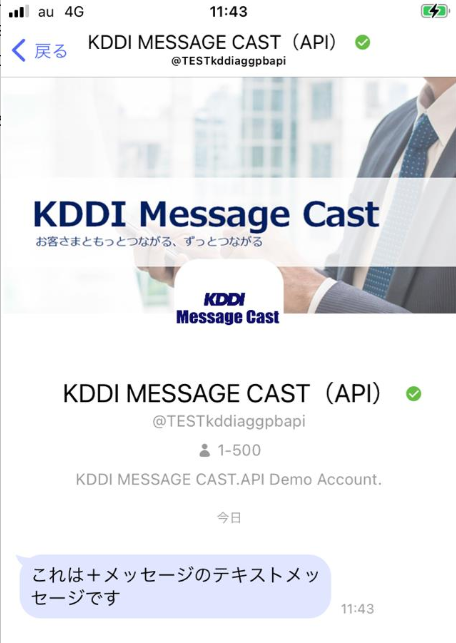 au 4G 11:43
戻る KDDI MESSAGE CAST（API）
@TESTkddiaggpbapi
KDDI Message Cast
お客さまともっとつながる、ずっとつながる
KDDI
Message Cast
KDDI MESSAGE CAST（API）
@TESTkddiaggpbapi
1-500
KDDI MESSAGE CAST.API Demo Account.
今日
これは＋メッセージのテキストメッ
セージです
11:43